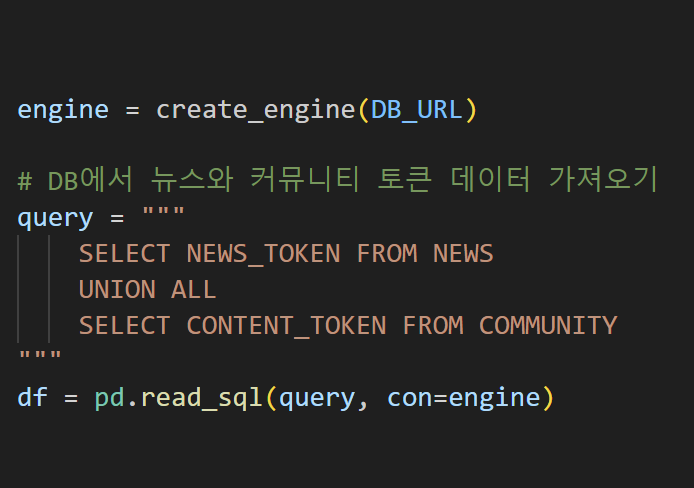 engine = create_engine(DB_URL)
# DB에서 뉴스와 커뮤니티 토큰 데이터 가져오기
query = """
SELECT NEWS_TOKEN FROM NEWS
UNION ALL
SELECT CONTENT_TOKEN FROM COMMUNITY
"""
df = pd.read_sql(query, con=engine)